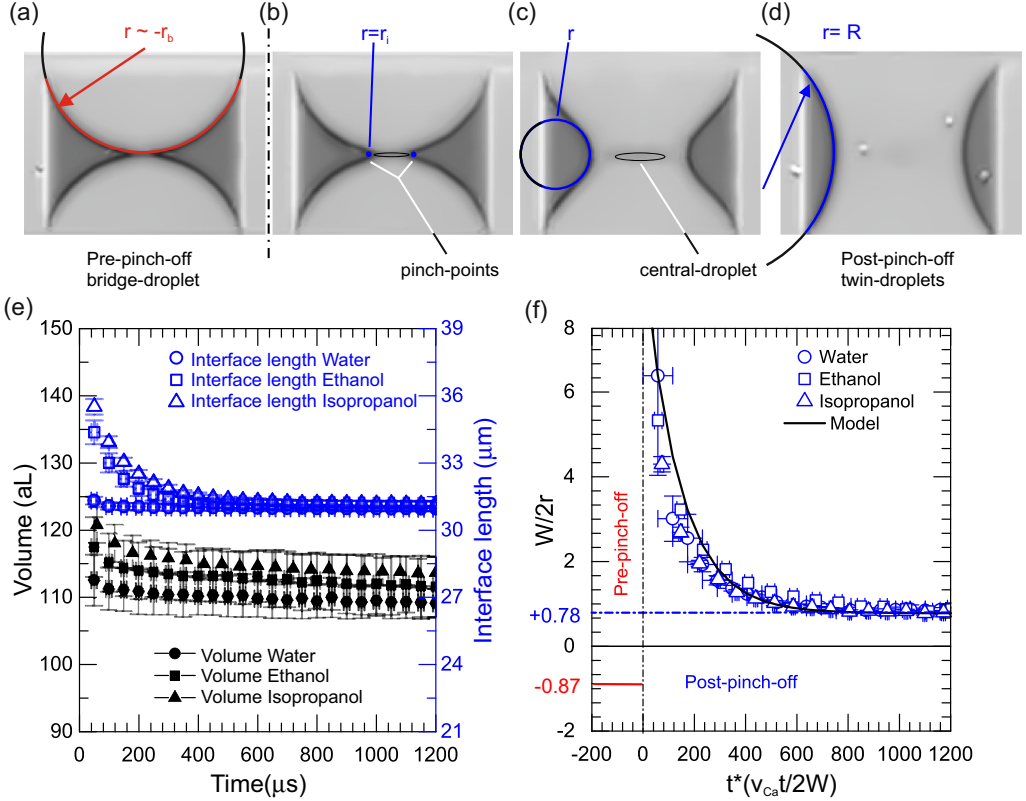 (a)
(b)
(c)
(d)
r ~ -r_b
r=r_i
r
r= R
Pre-pinch-off
bridge-droplet
pinch-points
central-droplet
Post-pinch-off
twin-droplets
(e)
150
140
130
120
110
100
90
Volume (aL)
39
36
33
30
27
24
21
Interface length (μm)
Interface length Water
Interface length Ethanol
Interface length Isopropanol
Volume Water
Volume Ethanol
Volume Isopropanol
0 200 400 600 800 1000 1200
Time(μs)
(f)
8
6
4
2
+0.78
0
-0.87
-2
W/2r
Water
Ethanol
Isopropanol
Model
Pre-pinch-off
Post-pinch-off
-200 0 200 400 600 800 1000 1200
t*(v_Ca t/2W)